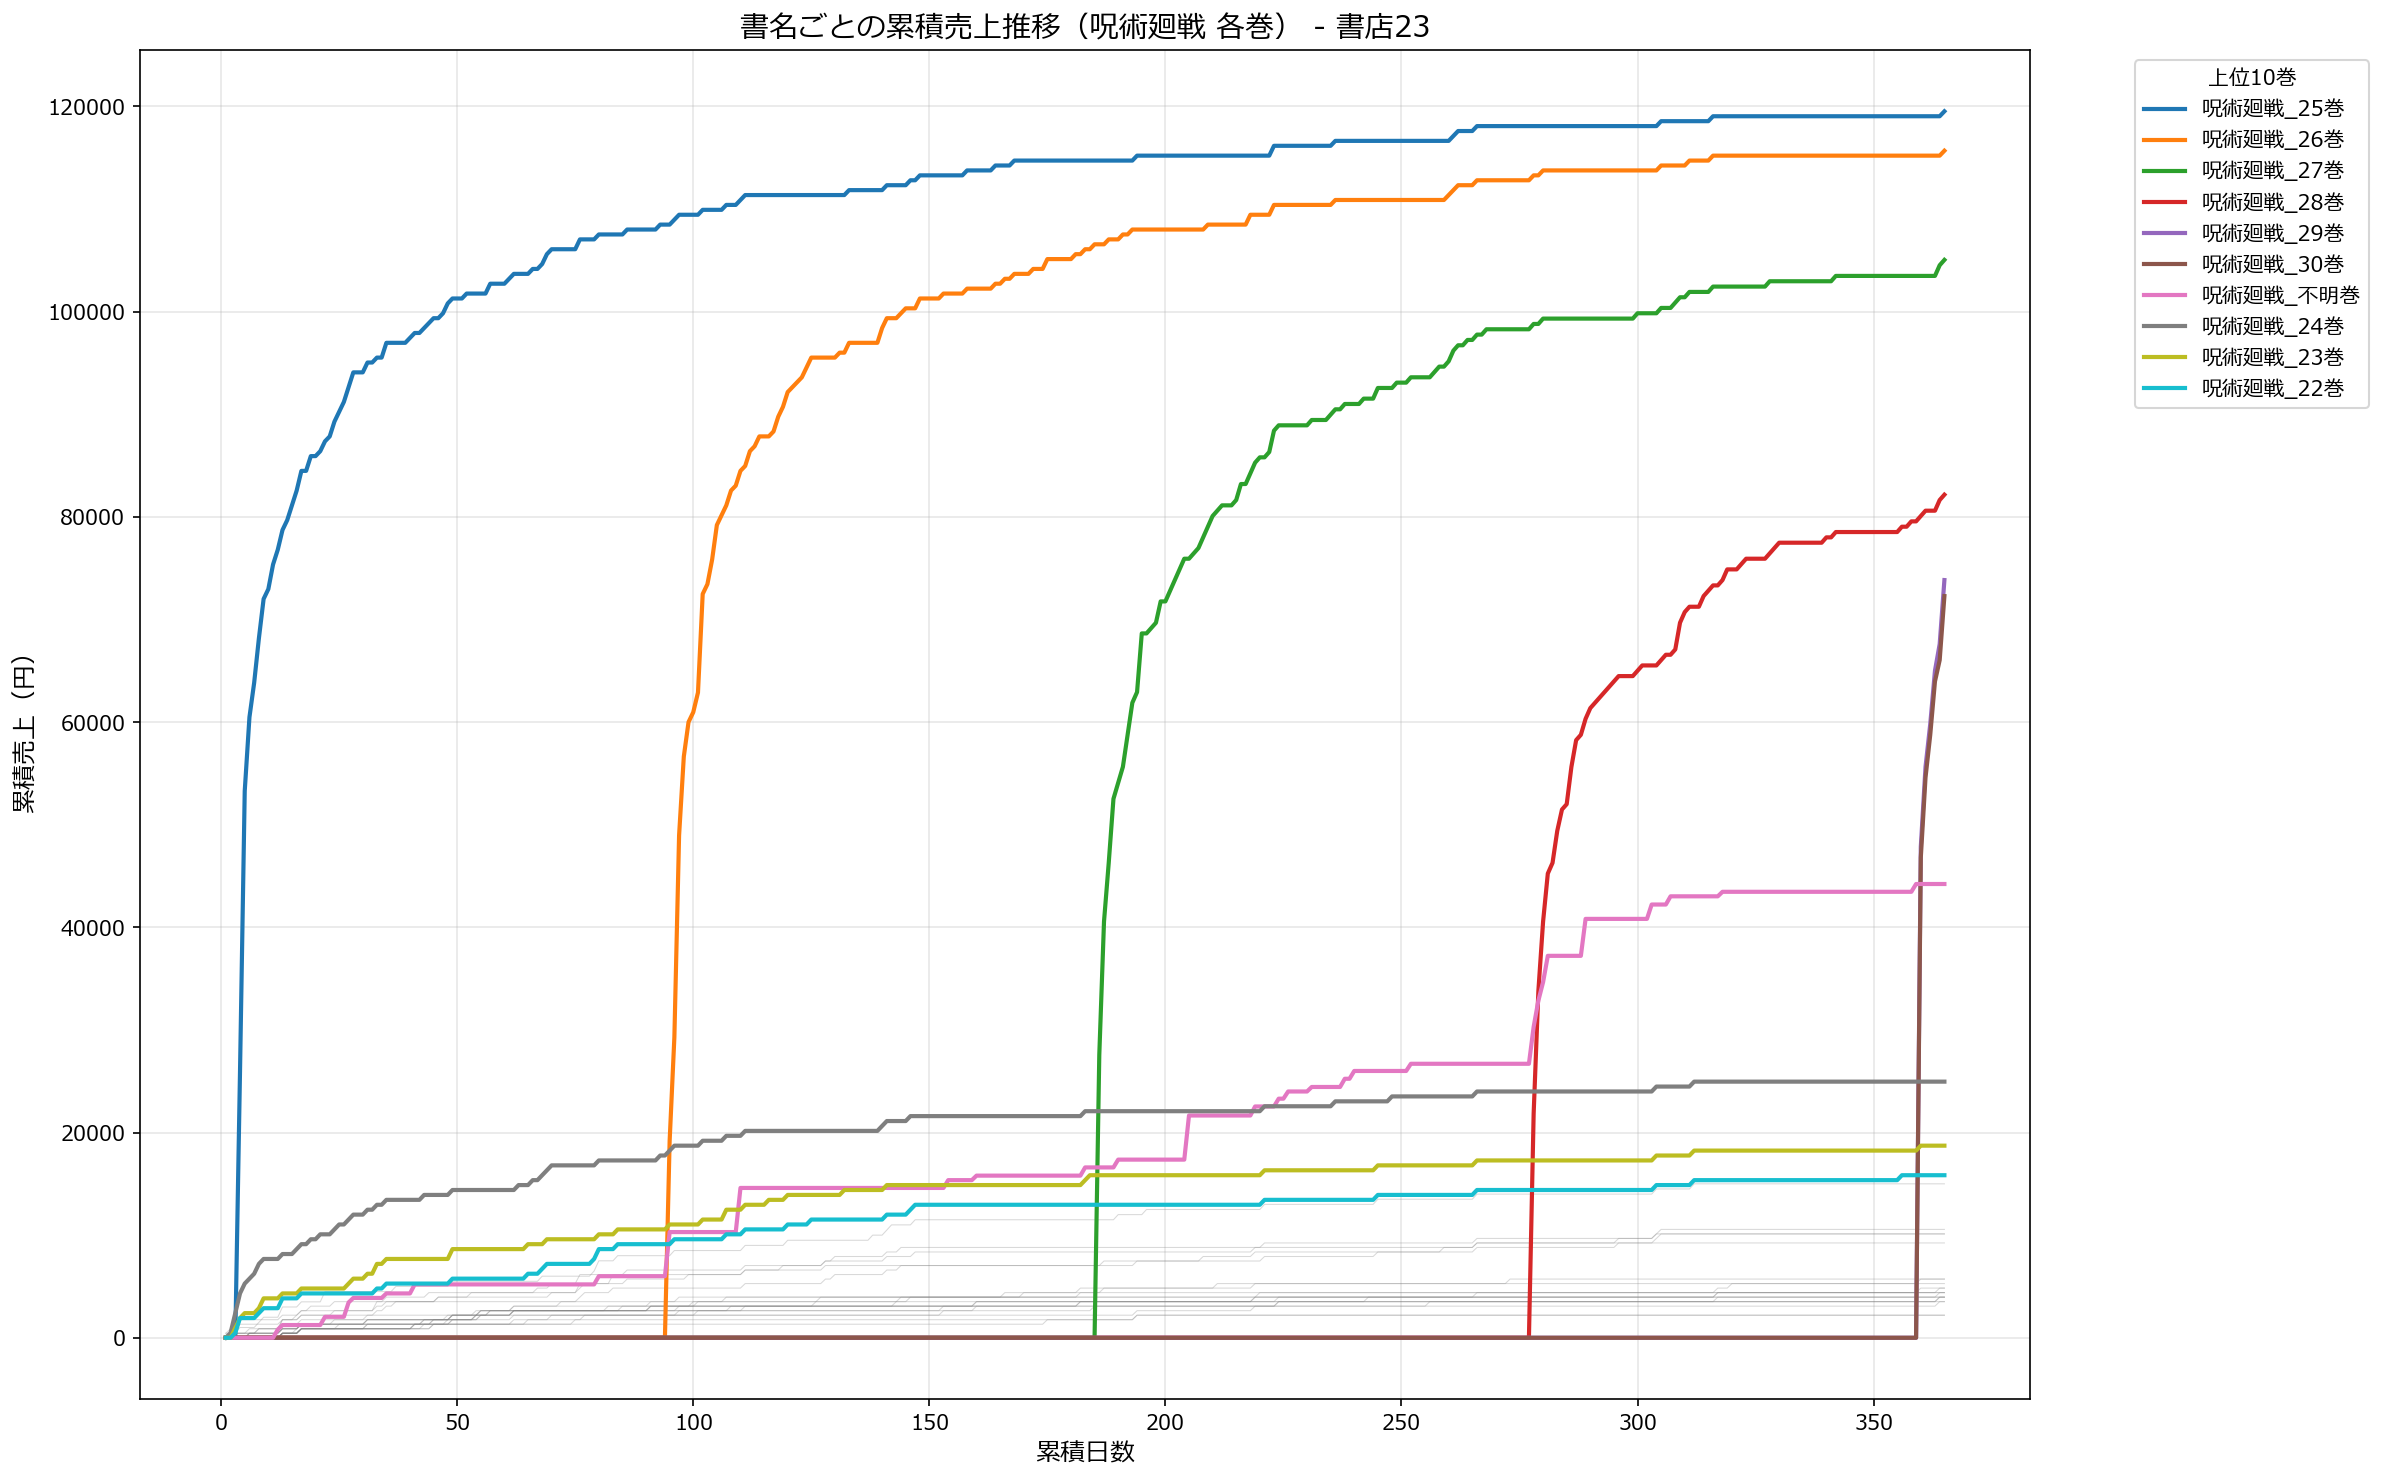 書名ごとの累積売上推移（呪術廻戦 各巻） - 書店23
累積売上（円）
120000
100000
80000
60000
40000
20000
0
0 50 100 150 200 250 300 350
累積日数
上位10巻
呪術廻戦_25巻
呪術廻戦_26巻
呪術廻戦_27巻
呪術廻戦_28巻
呪術廻戦_29巻
呪術廻戦_30巻
呪術廻戦_不明巻
呪術廻戦_24巻
呪術廻戦_23巻
呪術廻戦_22巻